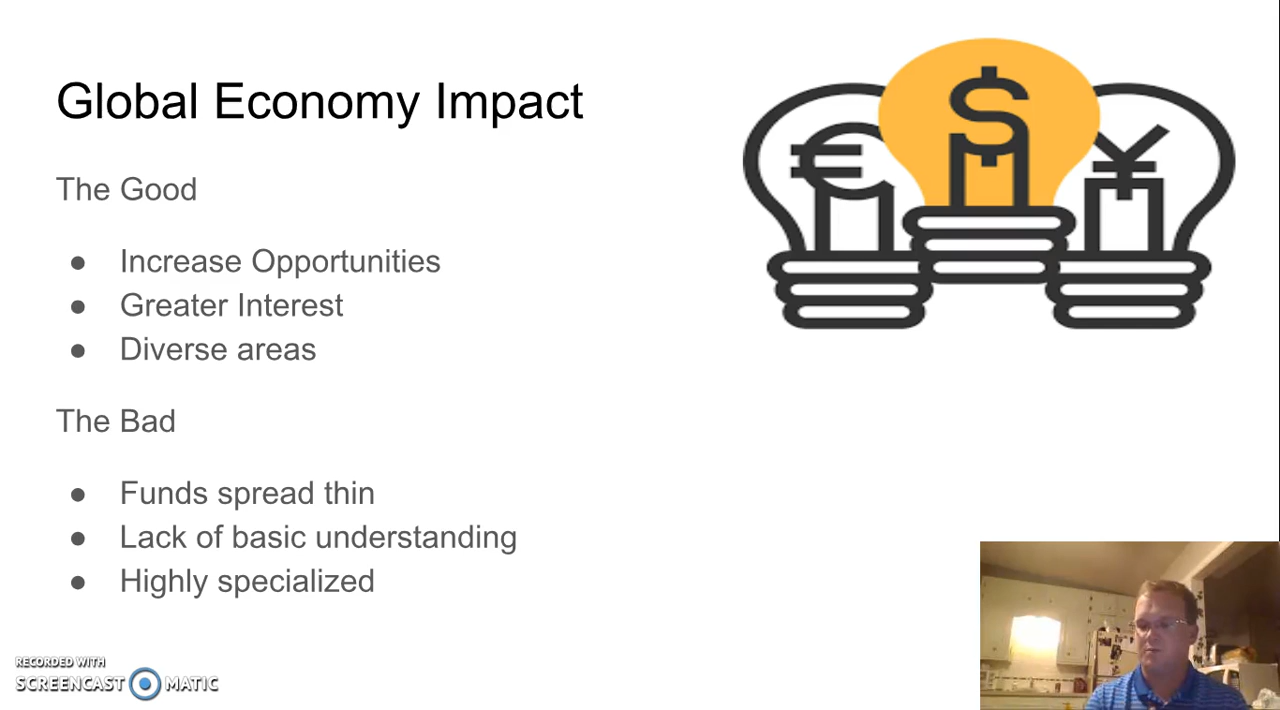 Global Economy Impact
The Good
● Increase Opportunities
● Greater Interest
● Diverse areas
The Bad
● Funds spread thin
● Lack of basic understanding
● Highly specialized
€ $ ¥
RECORDED WITH
SCREENCAST MATIC